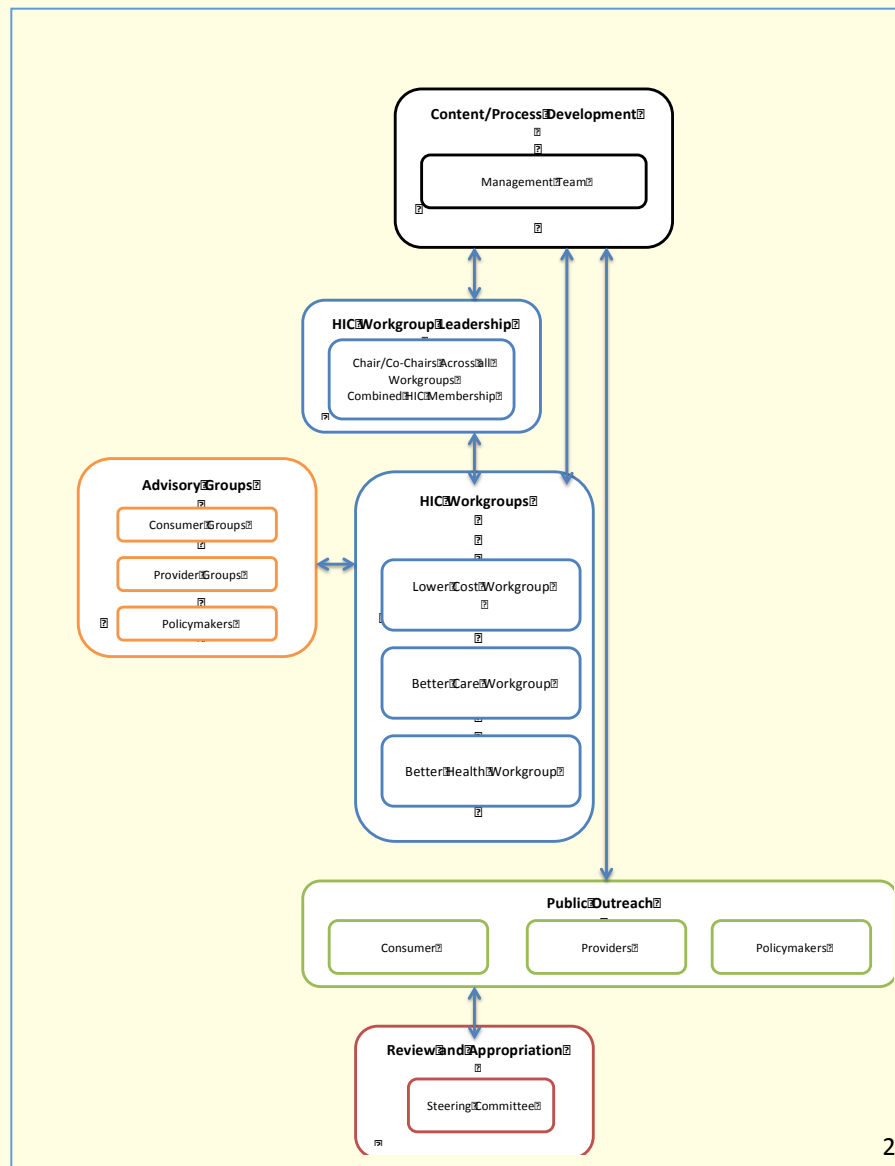 Content/Process Development
Management Team
HIC Workgroup Leadership
Chair/Co-Chairs Across all
Workgroups
Combined HIC Membership
Advisory Groups
Consumer Groups
Provider Groups
Policymakers
HIC Workgroups
Lower Cost Workgroup
Better Care Workgroup
Better Health Workgroup
Public Outreach
Consumer
Providers
Policymakers
Review and Appropriation
Steering Committee
2